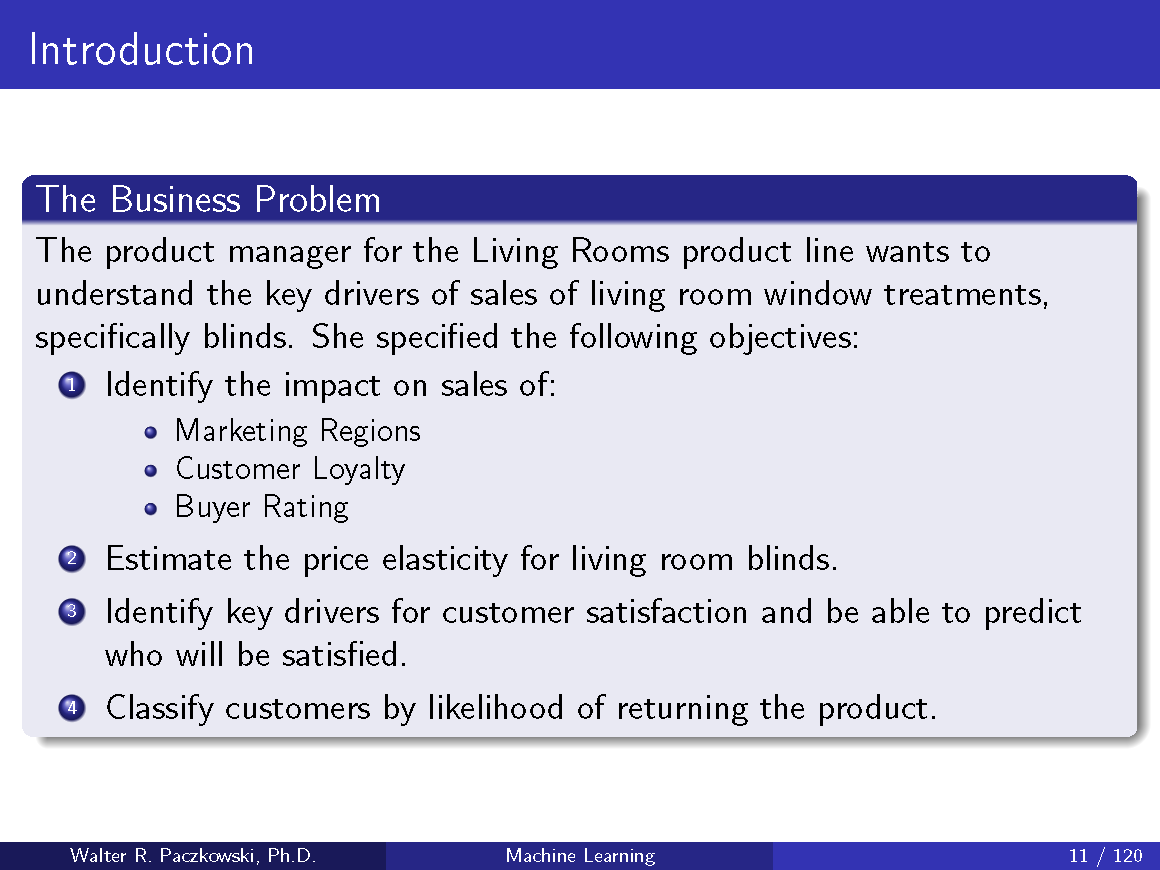 Introduction
The Business Problem
The product manager for the Living Rooms product line wants to
understand the key drivers of sales of living room window treatments,
specifically blinds. She specified the following objectives:
1 Identify the impact on sales of:
• Marketing Regions
• Customer Loyalty
• Buyer Rating
2 Estimate the price elasticity for living room blinds.
3 Identify key drivers for customer satisfaction and be able to predict
who will be satisfied.
4 Classify customers by likelihood of returning the product.
Walter R. Paczkowski, Ph.D. Machine Learning 11 / 120